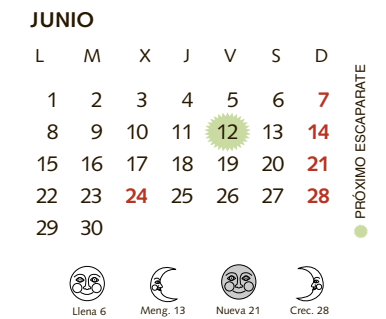 JUNIO
L M X J V S D
1 2 3 4 5 6 7
8 9 10 11 12 13 14
15 16 17 18 19 20 21
22 23 24 25 26 27 28
29 30
PRÓXIMO ESCAPARATE
Llena 6 Meng. 13 Nueva 21 Crec. 28